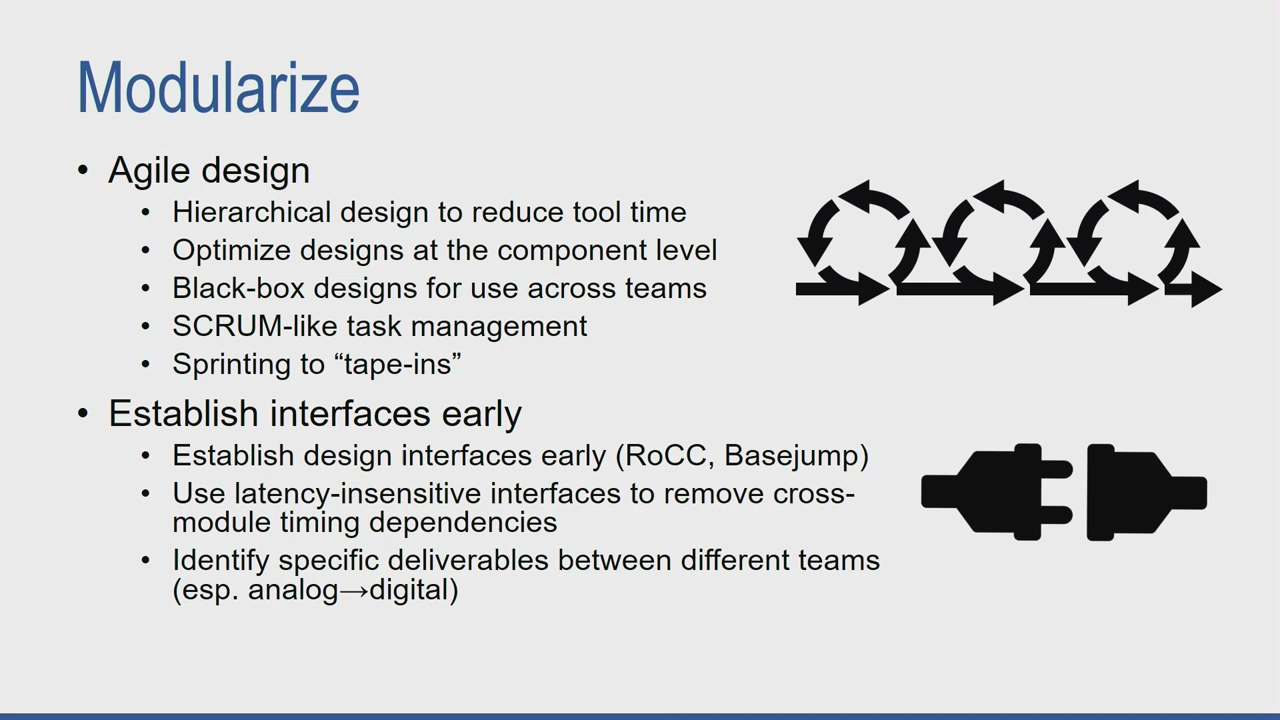 Modularize
• Agile design
• Hierarchical design to reduce tool time
• Optimize designs at the component level
• Black-box designs for use across teams
• SCRUM-like task management
• Sprinting to “tape-ins”
• Establish interfaces early
• Establish design interfaces early (RoCC, Basejump)
• Use latency-insensitive interfaces to remove cross-
module timing dependencies
• Identify specific deliverables between different teams
(esp. analog→digital)